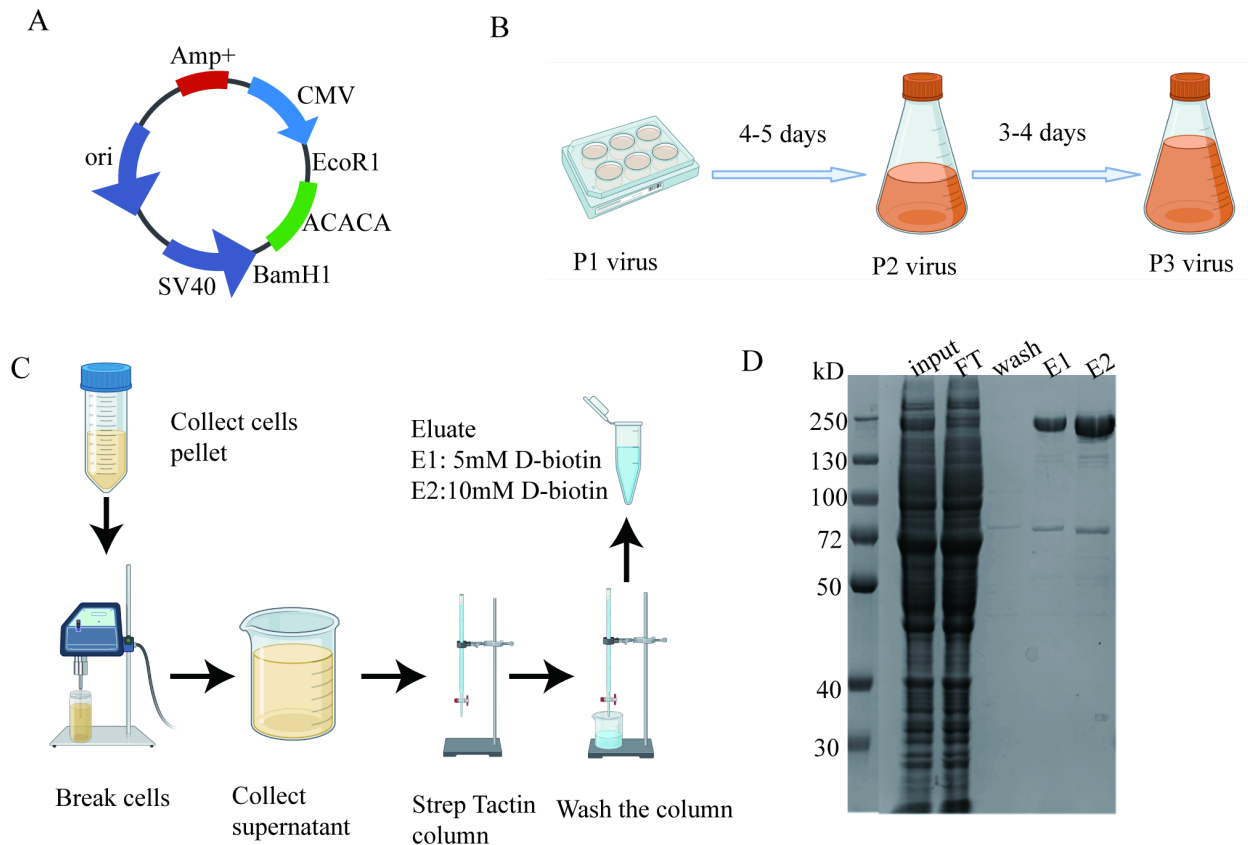 A
Amp+
CMV
ori
EcoR1
ACACA
SV40
BamH1
B
4-5 days
3-4 days
P1 virus
P2 virus
P3 virus
C
Collect cells
pellet
Eluate
E1: 5mM D-biotin
E2:10mM D-biotin
Break cells
Collect
supernatant
Strep Tactin
column
Wash the column
D
kD
input
FT
wash
E1
E2
250
130
100
72
50
40
30